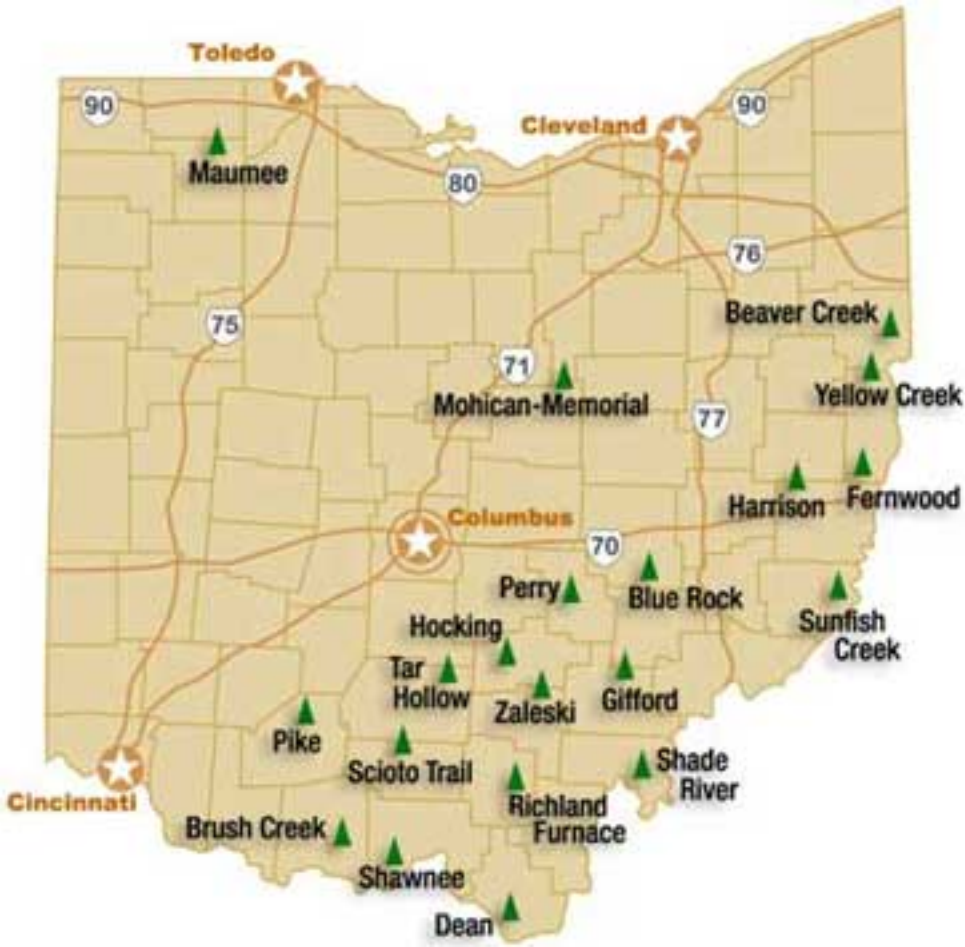 Toledo
90
Cleveland
90
Maumee
80
76
Beaver Creek
75
71
Yellow Creek
Mohican-Memorial
77
Harrison
Fernwood
Columbus
70
Perry
Blue Rock
Sunfish
Creek
Hocking
Tar
Hollow
Zaleski
Gifford
Pike
Scioto Trail
Shade
River
Cincinnati
Richland
Furnace
Brush Creek
Shawnee
Dean